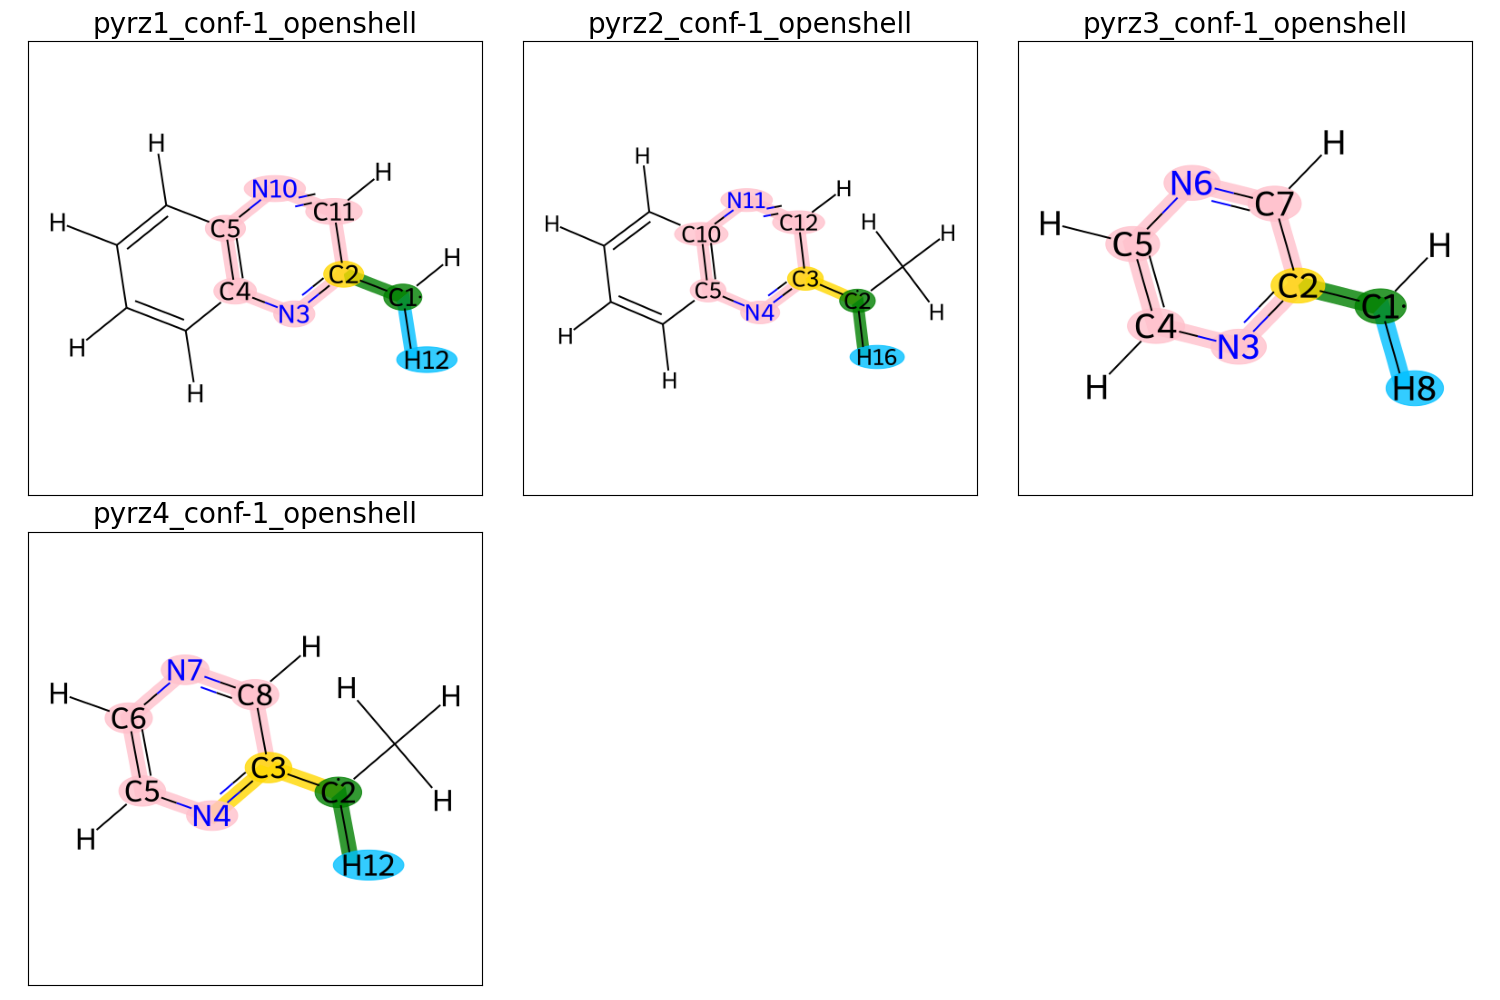 pyrz1_conf-1_openshell
H
H
N10
C11
H
C5
H
C2
C4
C1·
N3
H
H12
H
pyrz2_conf-1_openshell
H
H
N11
H
H
C12
C10
H
C3
C5
C2
N4
H
H
H16
H
pyrz3_conf-1_openshell
H
N6
C7
H
C5
H
C2
C1·
C4
N3
H
H8
pyrz4_conf-1_openshell
H
N7
H
H
C8
H
C6
C3
C5
C2
H
N4
H
H12